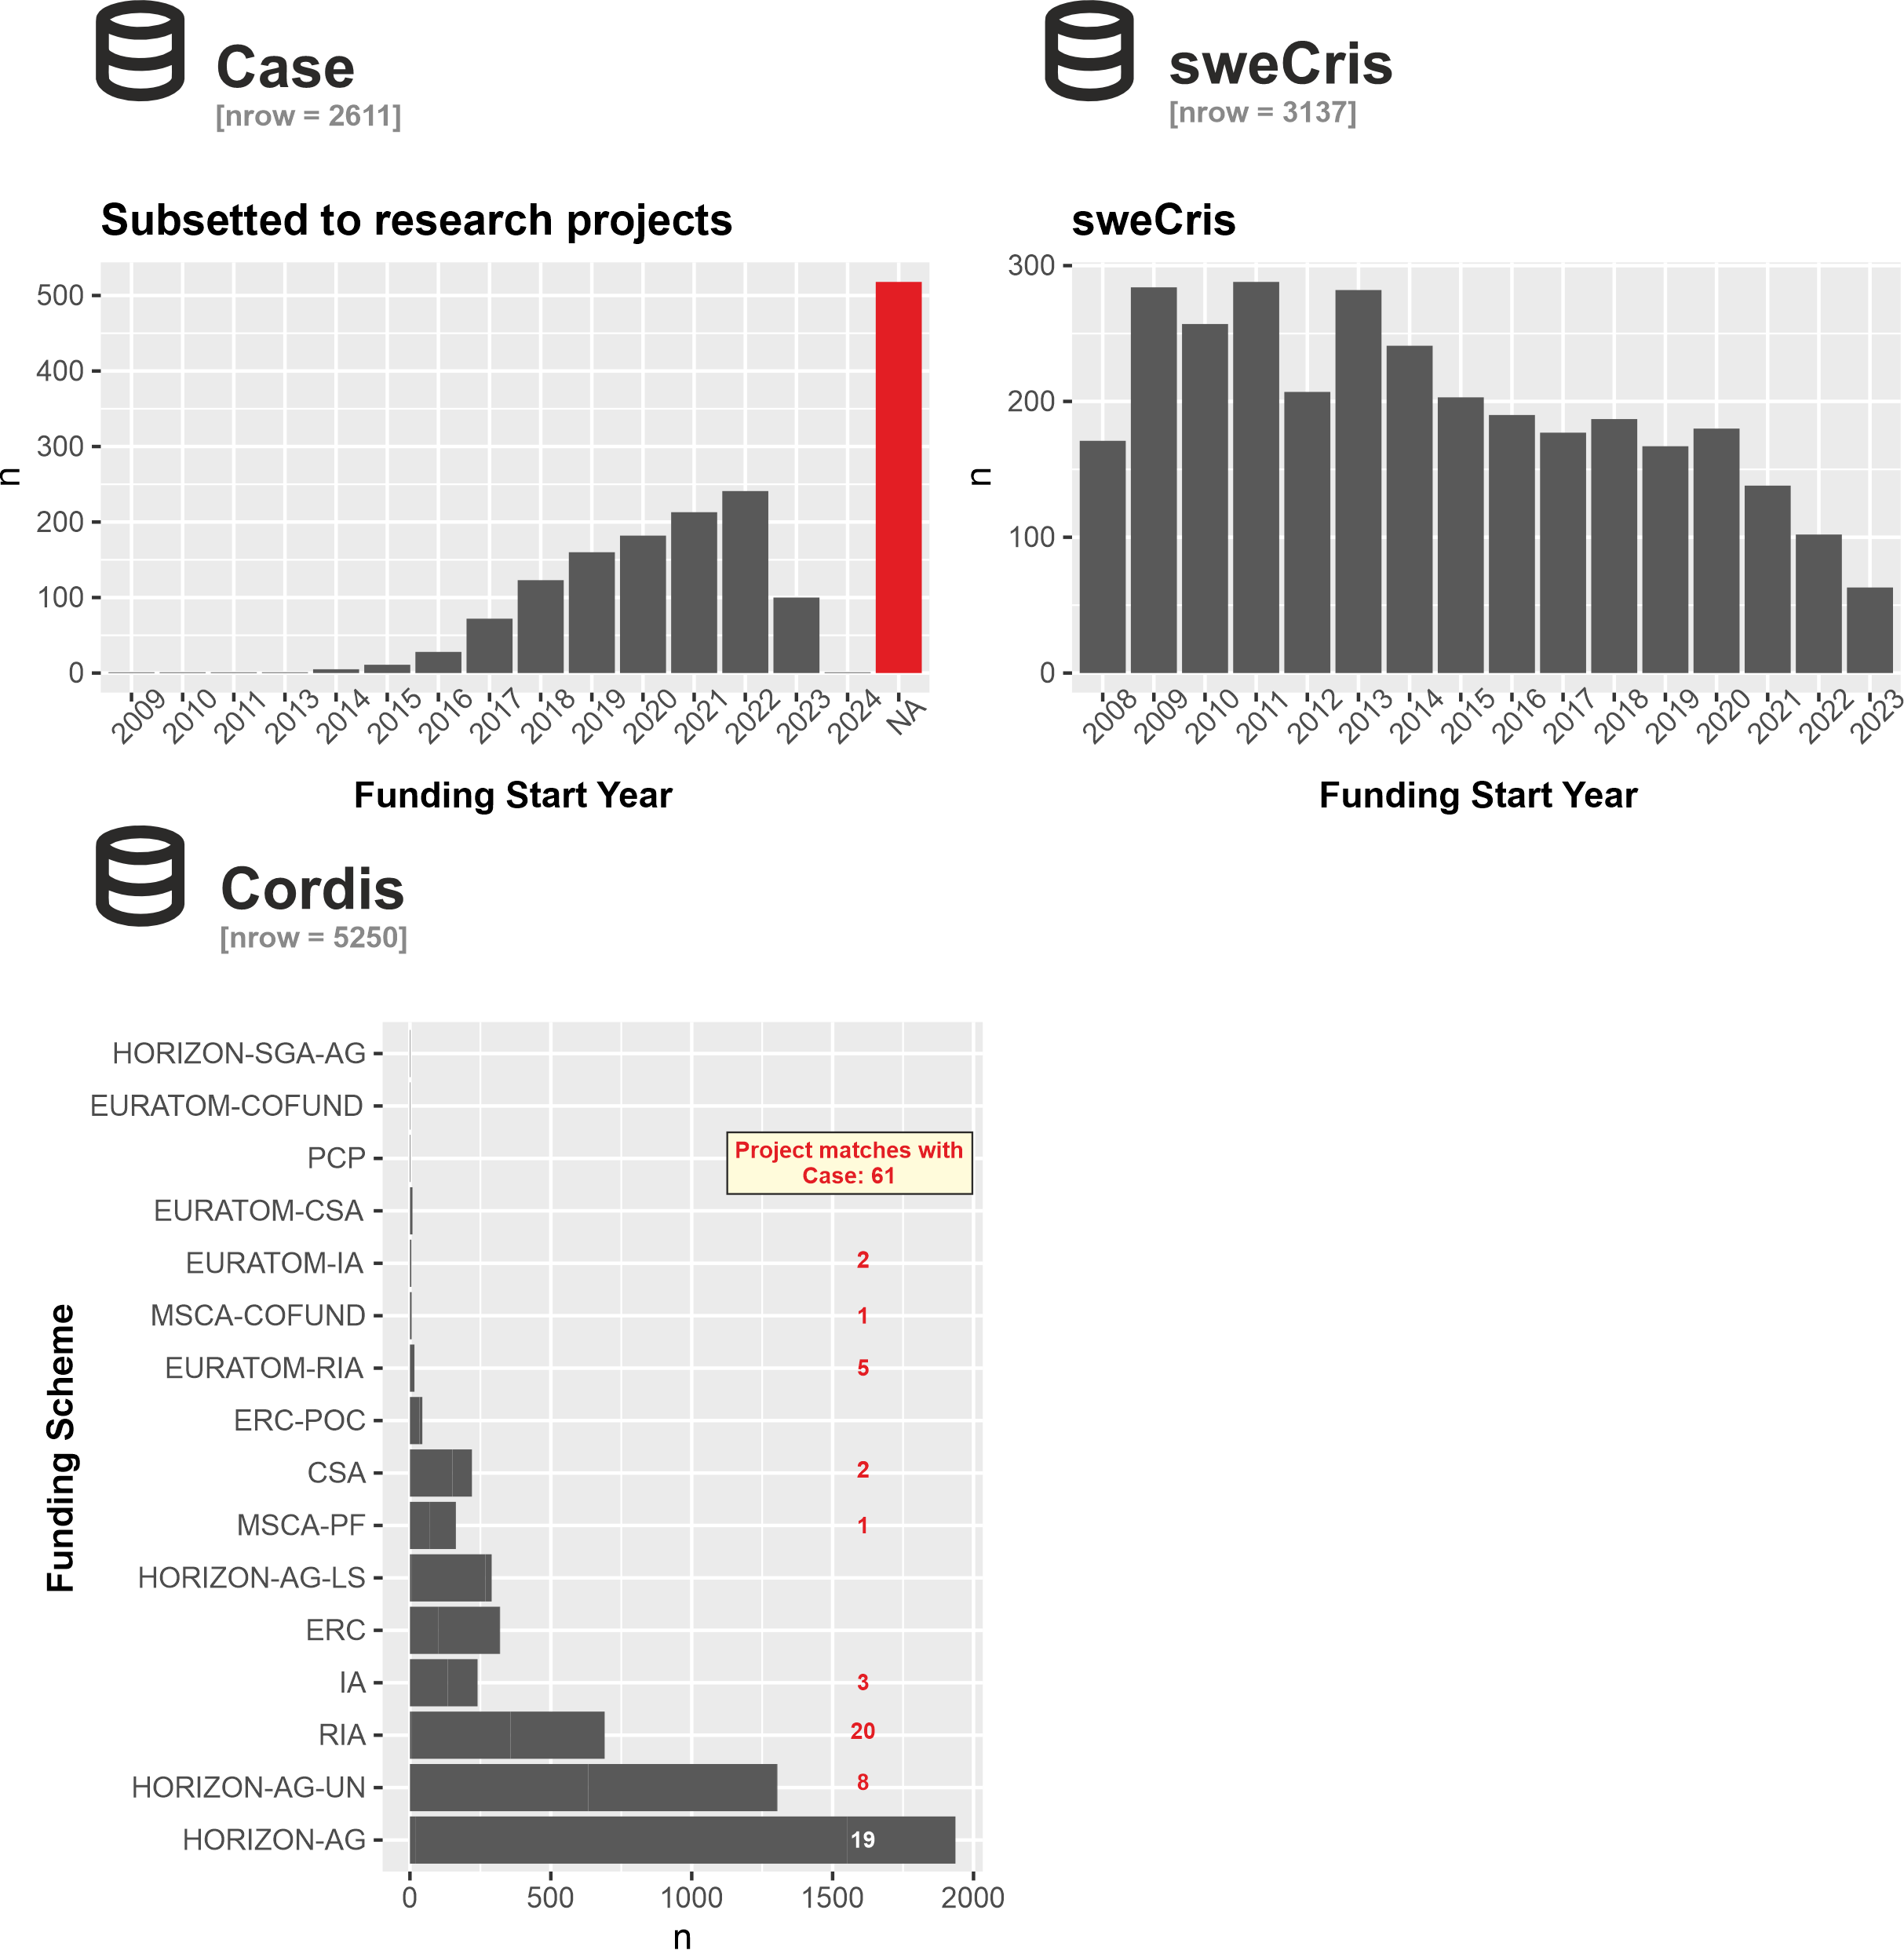 Case
[nrow = 2611]
sweCris
[nrow = 3137]
Subsetted to research projects
500
400
300
200
100
0
n
2009
2010
2011
2013
2014
2015
2016
2017
2018
2019
2020
2021
2022
2023
2024
NA
Funding Start Year
sweCris
300
200
100
0
n
2008
2009
2010
2011
2012
2013
2014
2015
2016
2017
2018
2019
2020
2021
2022
2023
Funding Start Year
Cordis
[nrow = 5250]
Funding Scheme
HORIZON-SGA-AG
EURATOM-COFUND
PCP
Project matches with
Case: 61
EURATOM-CSA
EURATOM-IA
2
MSCA-COFUND
1
EURATOM-RIA
5
ERC-POC
CSA
2
MSCA-PF
1
HORIZON-AG-LS
ERC
IA
3
RIA
20
HORIZON-AG-UN
8
HORIZON-AG
19
0
500
1000
1500
2000
n